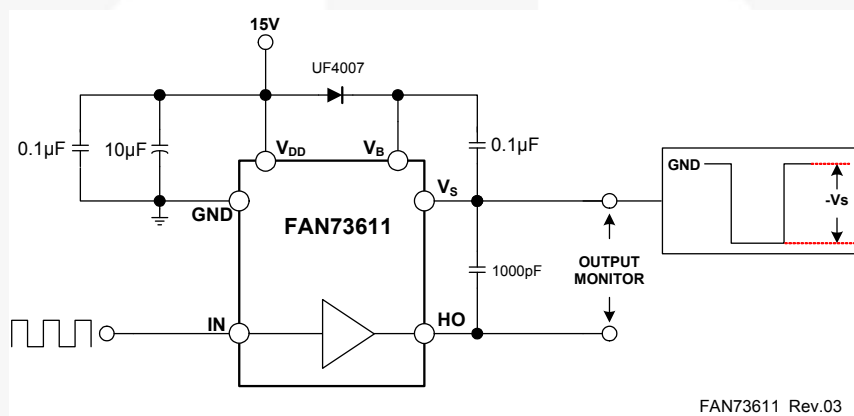 15V
UF4007
0.1µF
10µF
VDD
VB
0.1µF
GND
VS
GND
-Vs
FAN73611
1000pF
OUTPUT
MONITOR
IN
HO
FAN73611 Rev.03